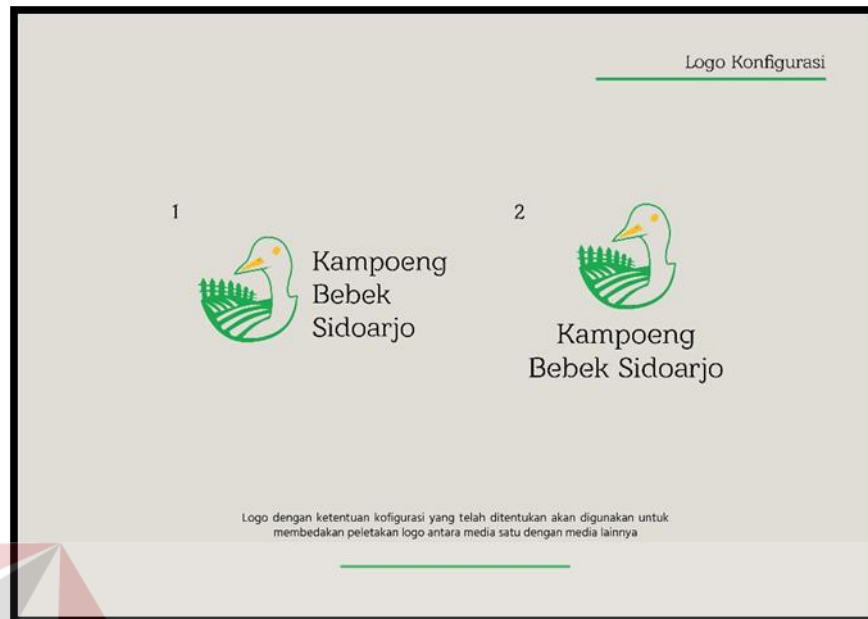 Logo Konfigurasi
1
Kampoeng
Bebek
Sidoarjo
2
Kampoeng
Bebek Sidoarjo
Logo dengan ketentuan kofigurasi yang telah ditentukan akan digunakan untuk
membedakan peletakan logo antara media satu dengan media lainnya